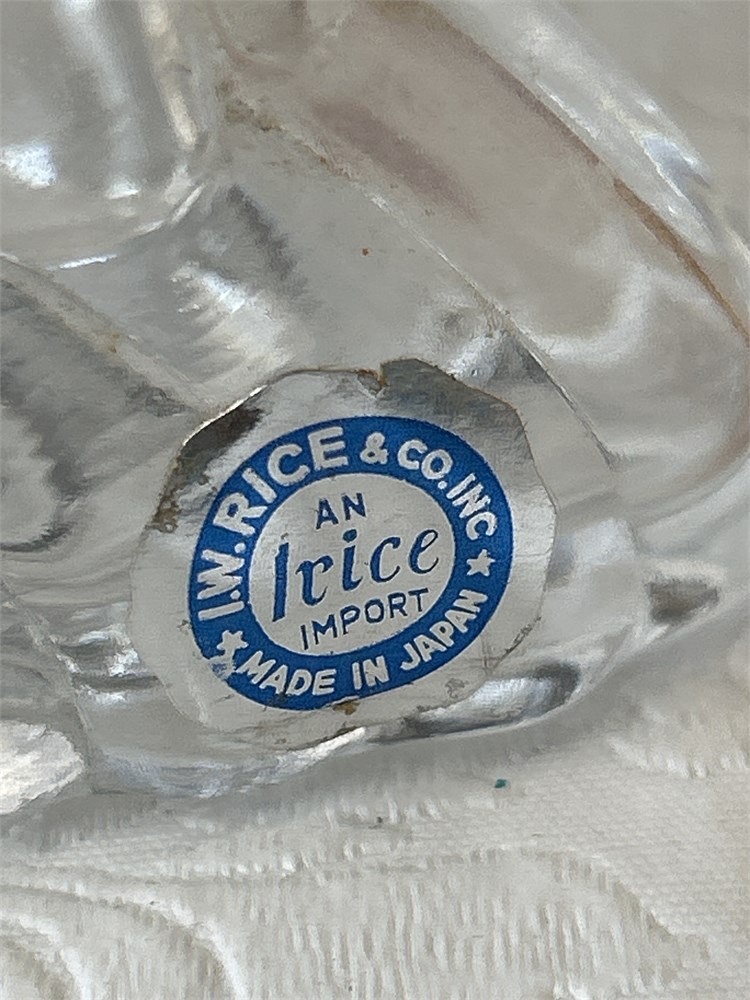 I.W. RICE & CO. INC
AN
Irice
IMPORT
★ MADE IN JAPAN ★